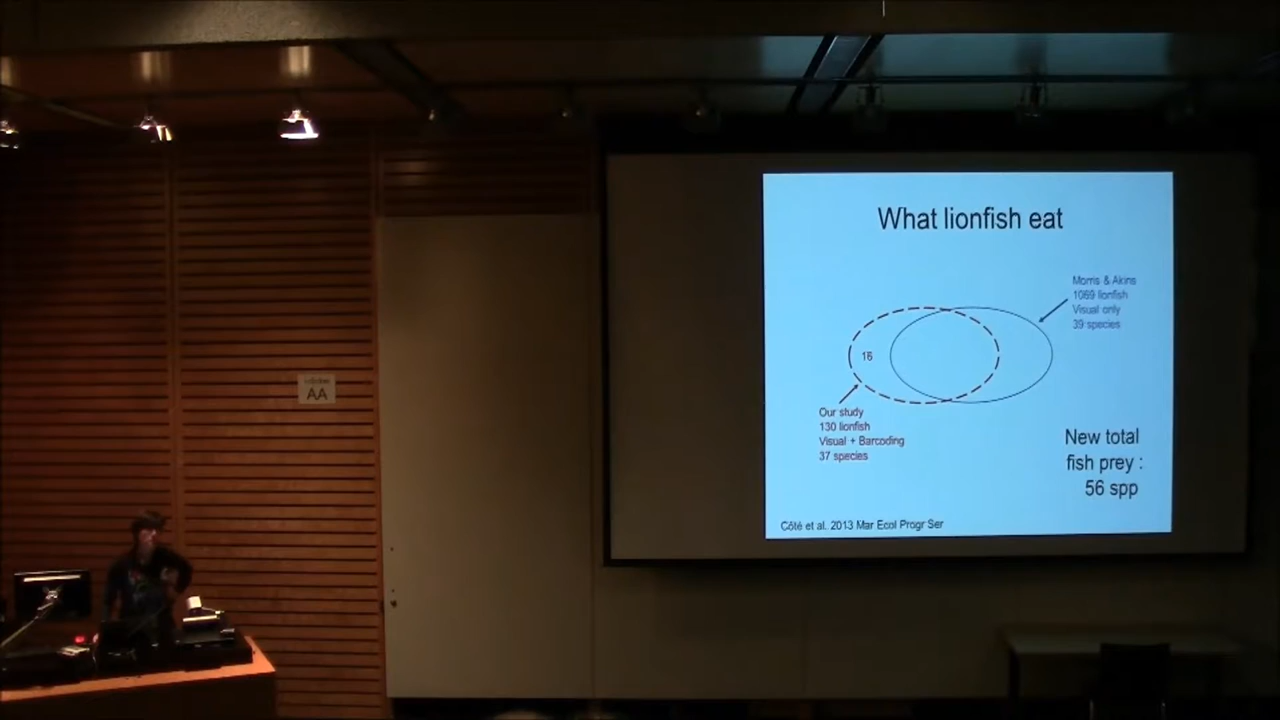 What lionfish eat
Morris & Akins
1069 lionfish
Visual only
39 species
16
Our study
130 lionfish
Visual + Barcoding
37 species
New total
fish prey :
56 spp
Côté et al. 2013 Mar Ecol Progr Ser
AA